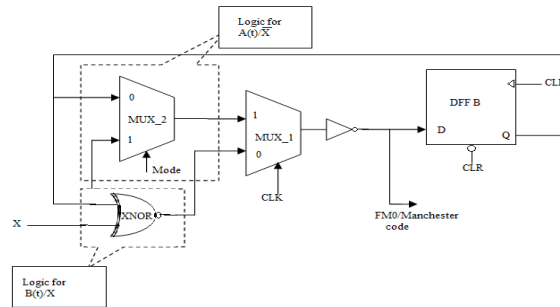 Logic for
A(t)/X̅
0
1
MUX_2
Mode
1
0
MUX_1
CLK
DFF B
D
Q
CLR
XNOR
X
FM0/Manchester
code
Logic for
B(t)/X